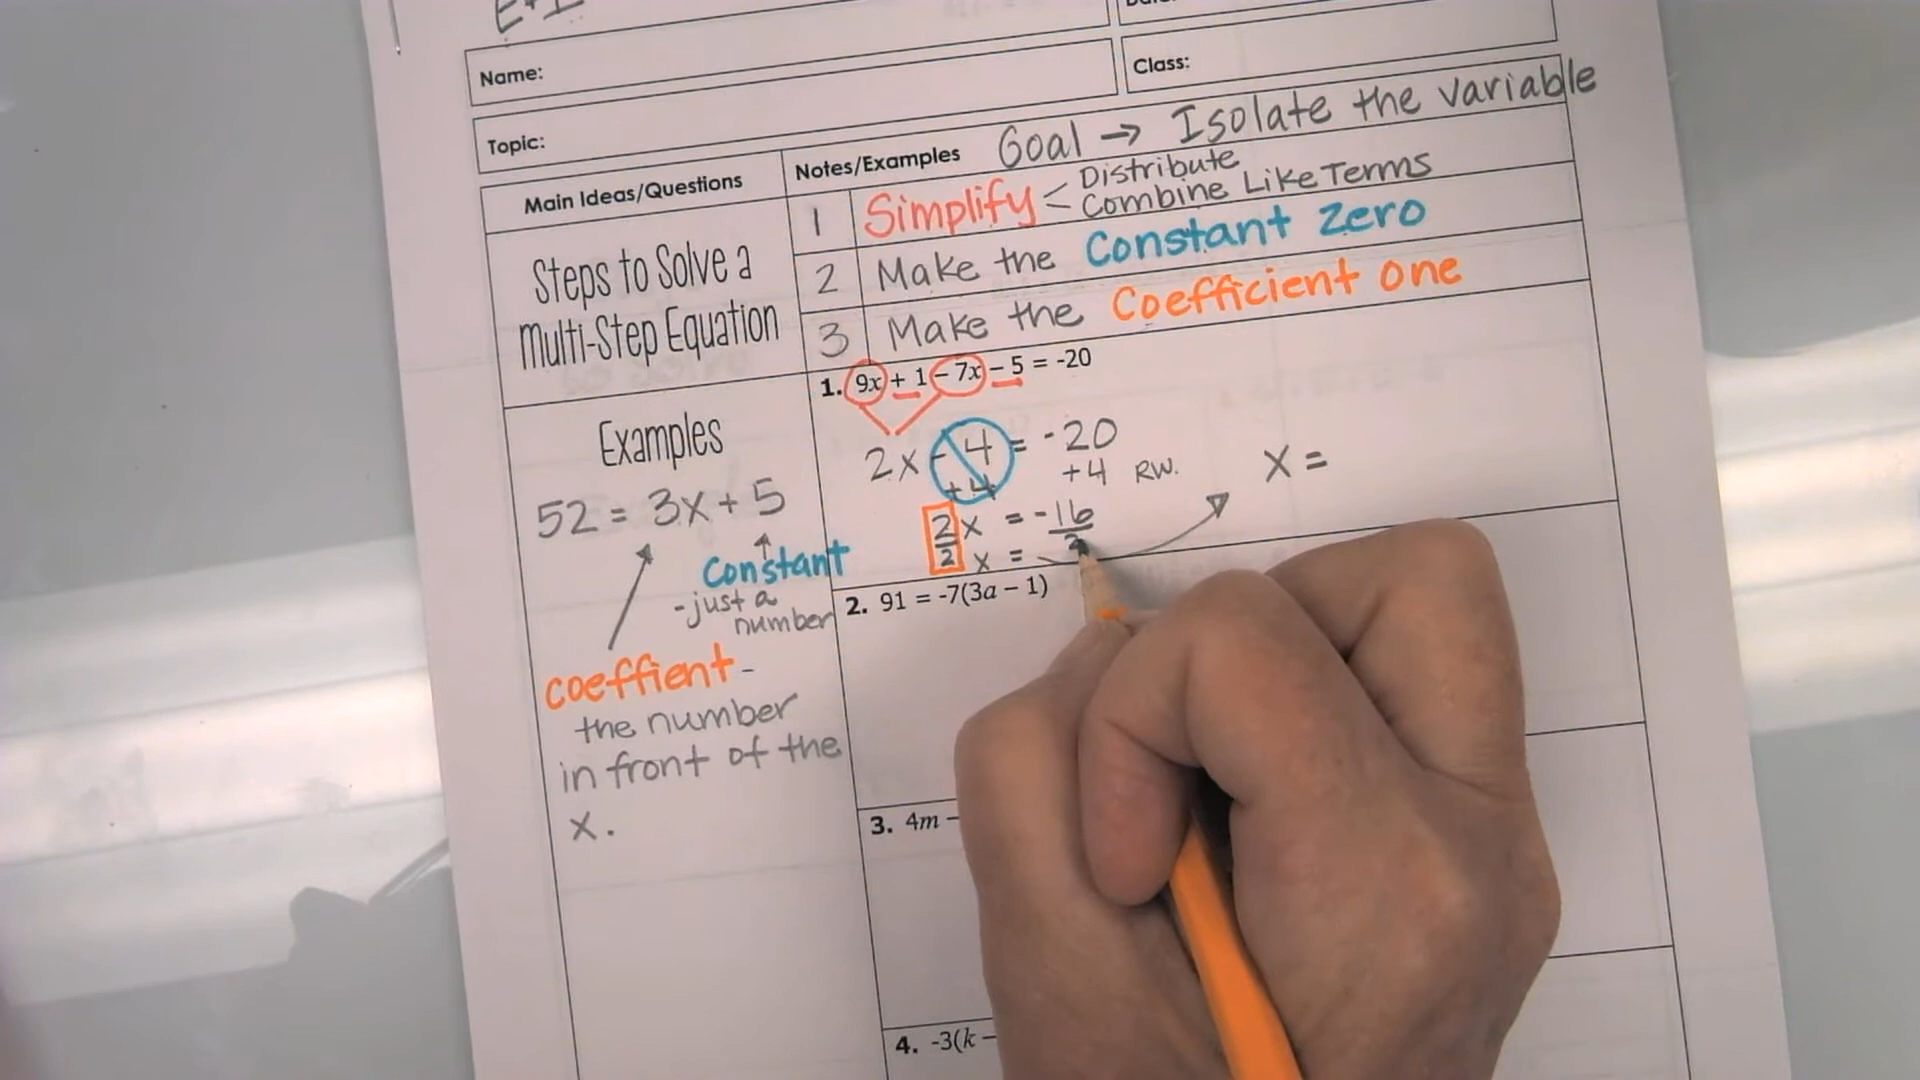 E+I
Name:
Class:
Topic:
Main Ideas/Questions
Notes/Examples Goal → Isolate the variable
Steps to Solve a
Multi-Step Equation
1 Simplify < Distribute
Combine Like Terms
2 Make the Constant Zero
3 Make the Coefficient One
Examples
52 = 3x + 5
Constant
- just a
number
coeffient -
the number
in front of the
x.
1. 9x + 1 - 7x - 5 = -20
2x - 4 = -20
+4 +4 RW.
2x = -16
2 2
x =
x =
2. 91 = -7(3a - 1)
3. 4m -
4. -3(k -